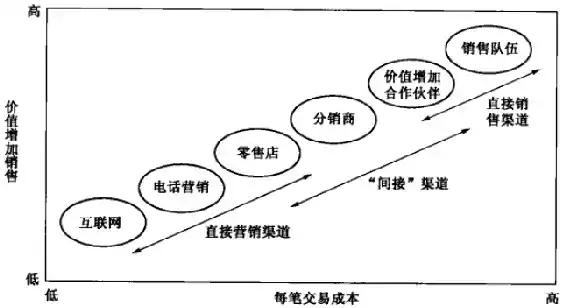 高
销售队伍
价值增加
合作伙伴
直接销
售渠道
分销商
价值增加销售
零售店
“间接”渠道
电话营销
互联网
直接营销渠道
低
低
每笔交易成本
高